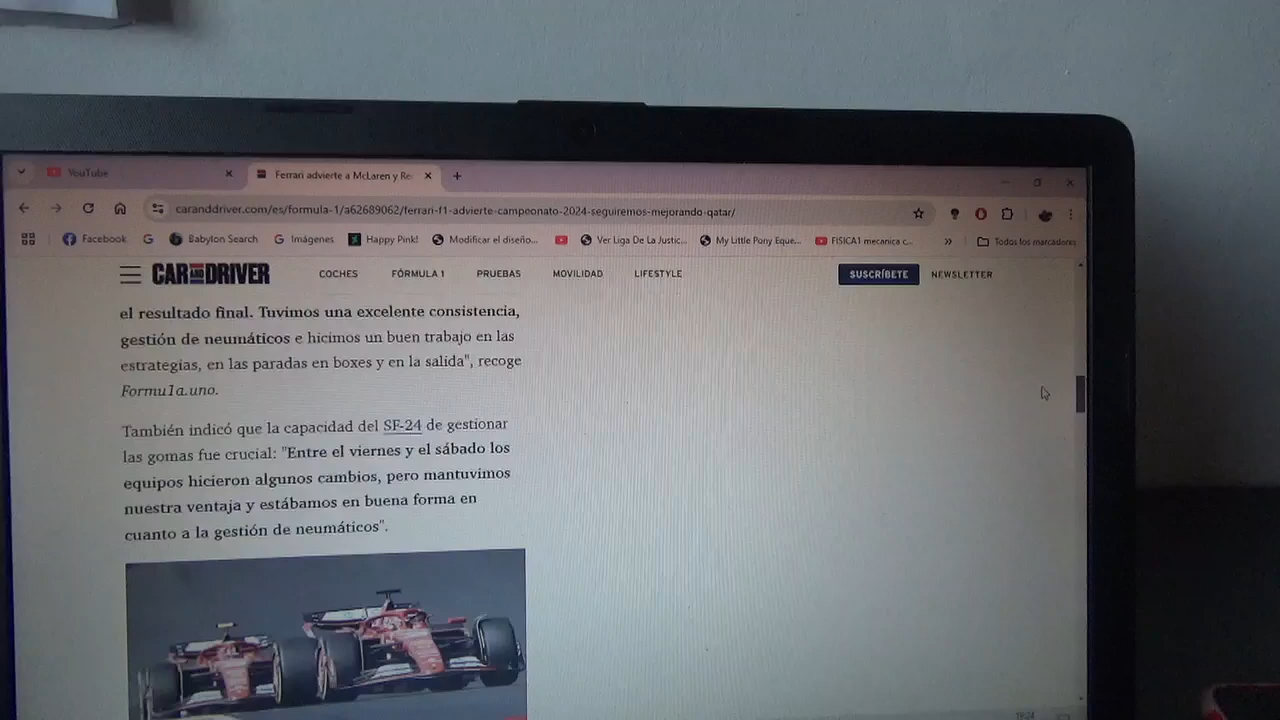 YouTube
Ferrari advierte a McLaren y Re
caranddriver.com/es/formula-1/a62689062/ferrari-f1-advierte-campeonato-2024-seguiremos-mejorando-qatar/
Facebook
Babylon Search
Imágenes
Happy Pink!
Modificar el diseño...
Ver Liga De La Justic...
My Little Pony Eque...
FISICA1 mecanica c...
Todos los marcadores
CAR AND DRIVER
COCHES
FÓRMULA 1
PRUEBAS
MOVILIDAD
LIFESTYLE
SUSCRÍBETE
NEWSLETTER
el resultado final. Tuvimos una excelente consistencia,
gestión de neumáticos e hicimos un buen trabajo en las
estrategias, en las paradas en boxes y en la salida", recoge
Formu1a.uno.
También indicó que la capacidad del SF-24 de gestionar
las gomas fue crucial: "Entre el viernes y el sábado los
equipos hicieron algunos cambios, pero mantuvimos
nuestra ventaja y estábamos en buena forma en
cuanto a la gestión de neumáticos".